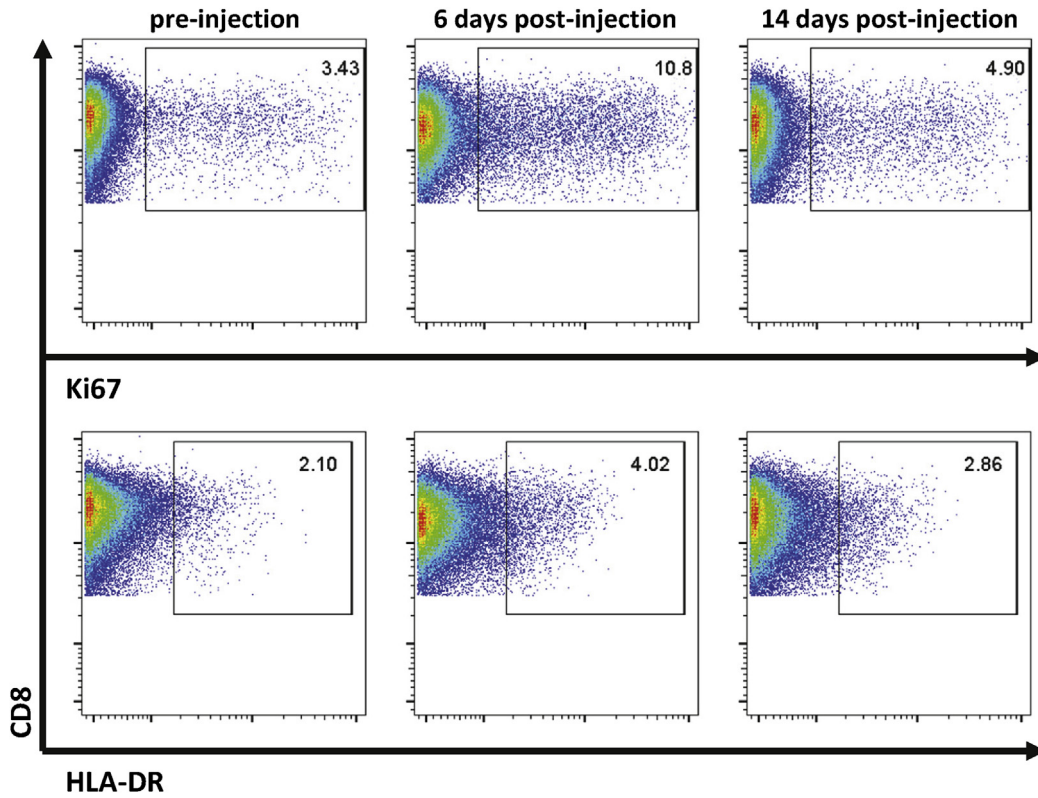 pre-injection 6 days post-injection 14 days post-injection
3.43 10.8 4.90
Ki67
2.10 4.02 2.86
CD8
HLA-DR